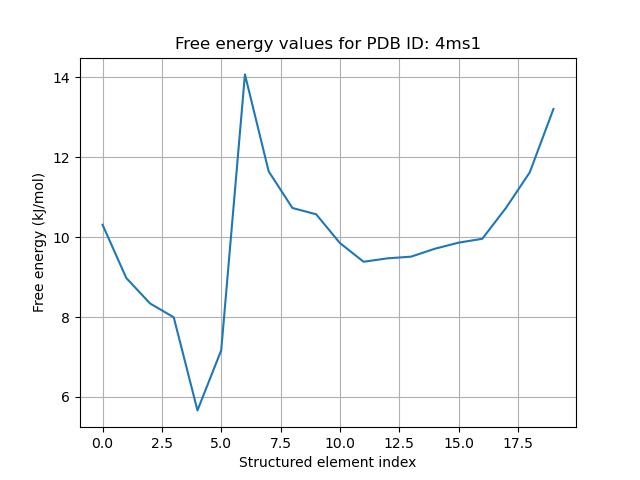 Free energy values for PDB ID: 4ms1
14
12
10
8
6
Free energy (kJ/mol)
0.0 2.5 5.0 7.5 10.0 12.5 15.0 17.5
Structured element index